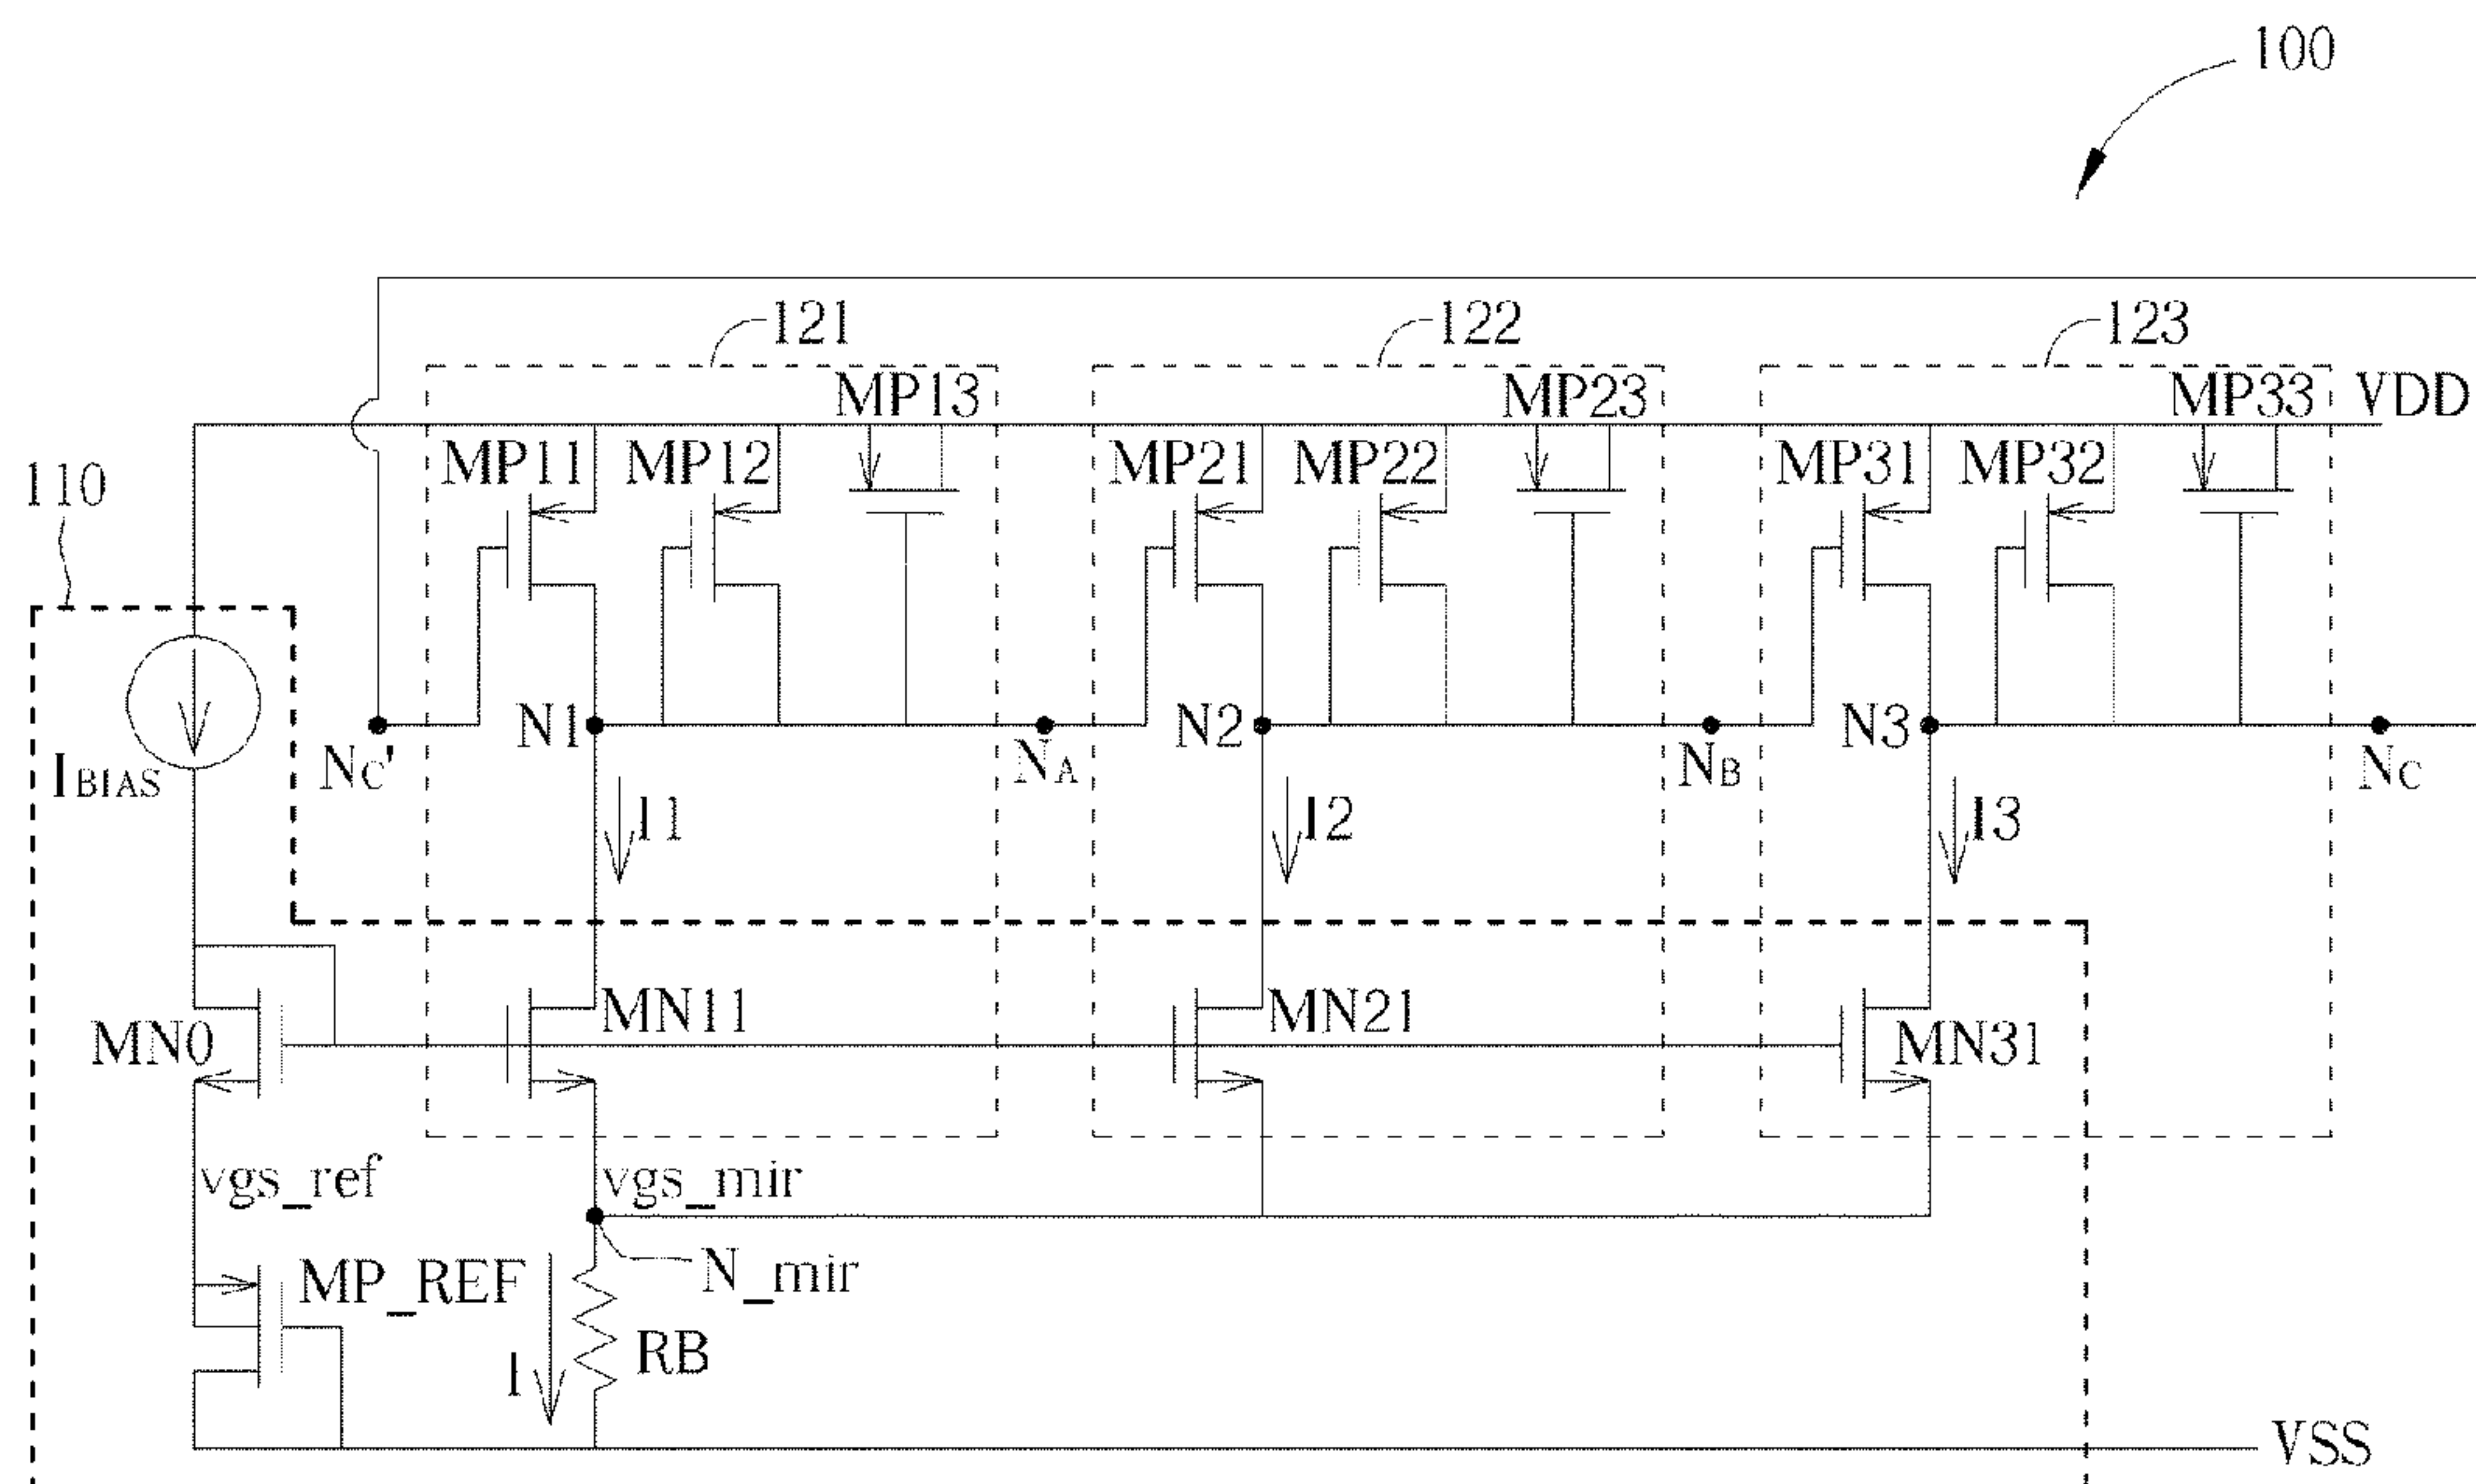 100
121
122
123
MP13
MP23
MP33
VDD
MP11
MP12
MP21
MP22
MP31
MP32
110
IBIAS
NC'
N1
NA
N2
NB
N3
NC
I1
I2
I3
MN0
MN11
MN21
MN31
vgs_ref
vgs_mir
N_mir
MP_REF
I
RB
VSS